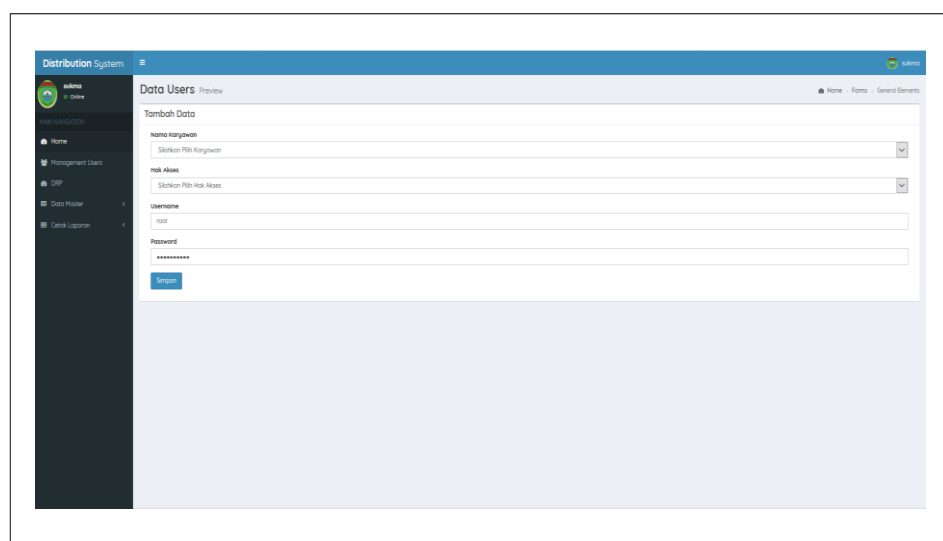 Distribution System
sukma
sukma
Online
MAIN NAVIGATION
Home
Management Users
DRP
Data Master
Cetak Laporan
Data Users Preview
Home > Forms > General Elements
Tambah Data
Nama Karyawan
Silahkan Pilih Karyawan
Hak Akses
Silahkan Pilih Hak Akses
Username
root
Password
••••••••••
Simpan